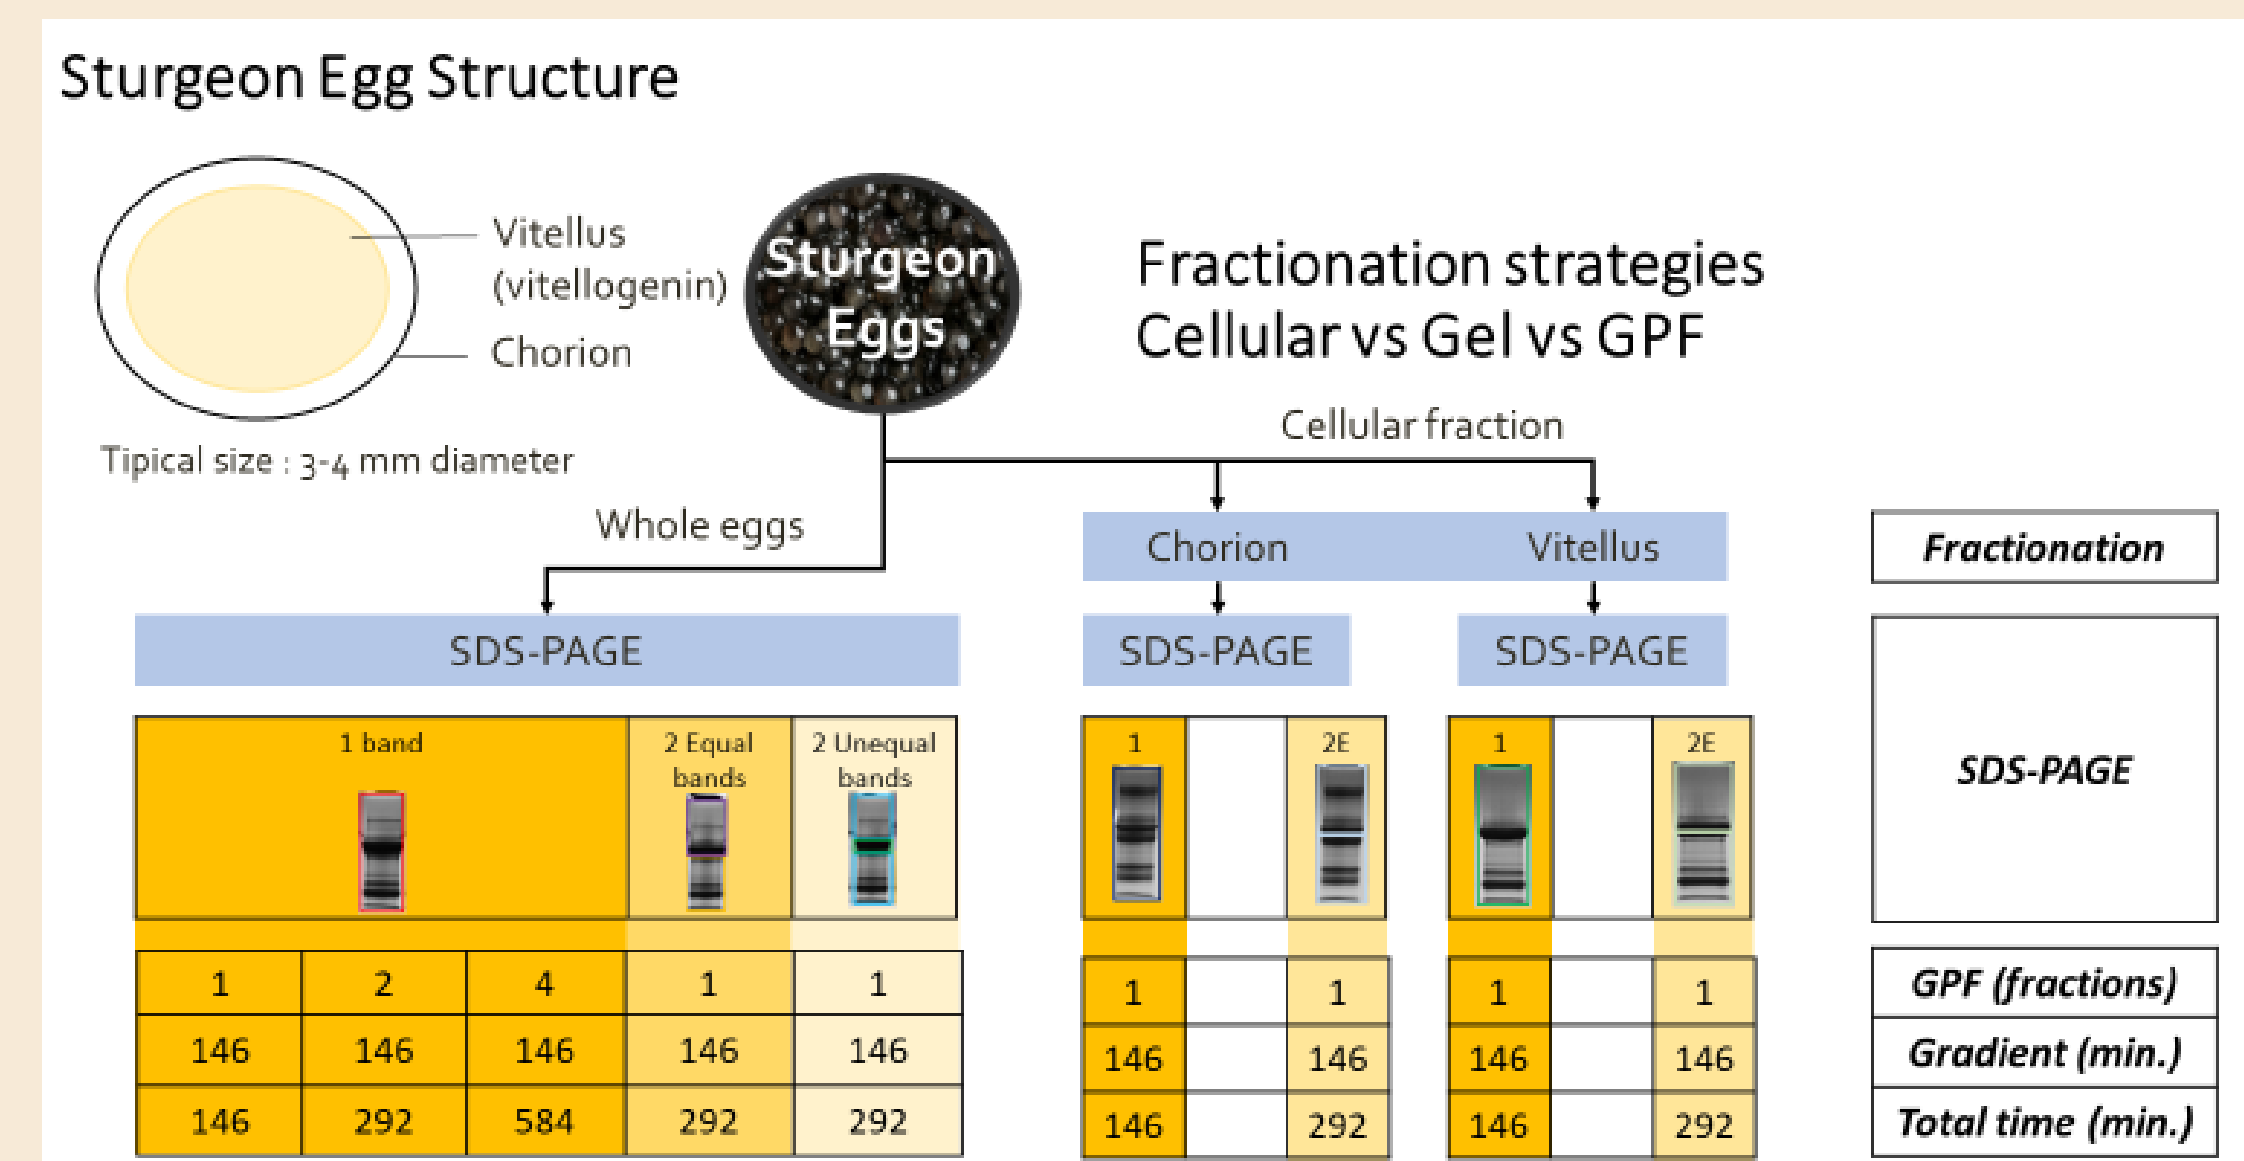 Sturgeon Egg Structure
Vitellus
(vitellogenin)
Chorion
Tipical size : 3-4 mm diameter
Sturgeon
Eggs
Fractionation strategies
Cellular vs Gel vs GPF
Cellular fraction
Whole eggs
Chorion Vitellus
Fractionation
SDS-PAGE SDS-PAGE SDS-PAGE
1 band 2 Equal bands 2 Unequal bands
1 2E 1 2E
SDS-PAGE
1 2 4 1 1 1 1 1 1 GPF (fractions)
146 146 146 146 146 146 146 146 146 Gradient (min.)
146 292 584 292 292 146 292 146 292 Total time (min.)